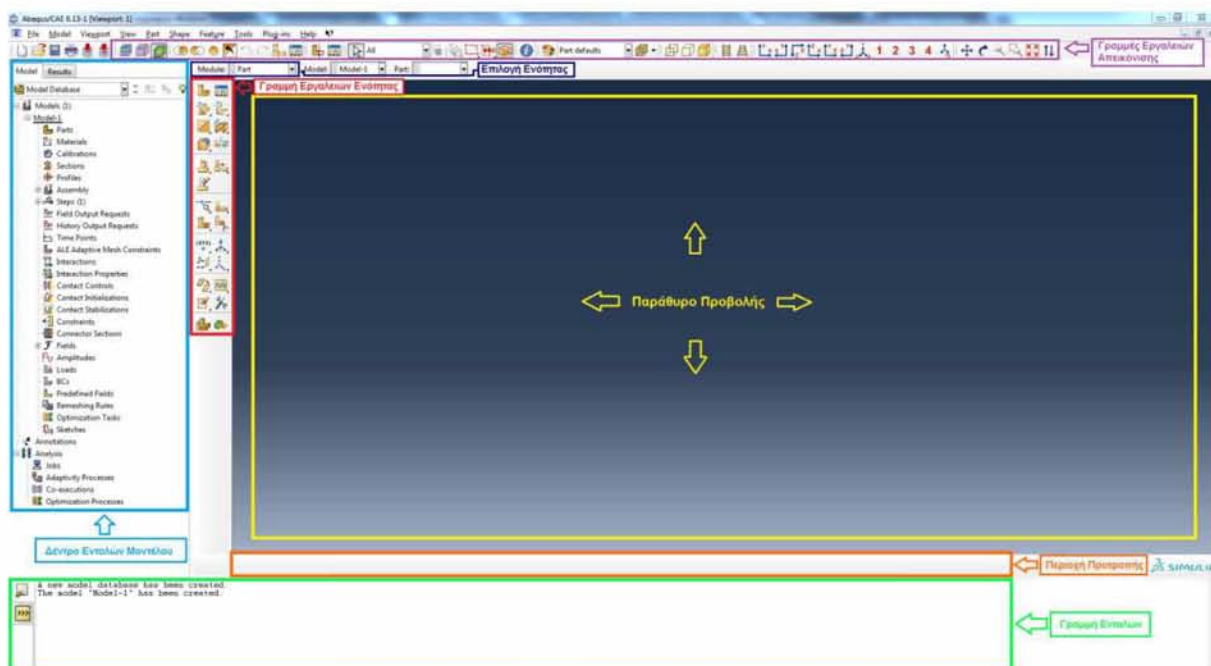 Abaqus/CAE 6.13-1 [Viewport: 1]
File Model Viewport View Part Shape Feature Tools Plug-ins Help
All
Part defaults
1 2 3 4
Γραμμές Εργαλείων
Απεικόνισης
Model Results
Module: Part Model: Model-1 Part:
Επιλογή Ενότητας
Model Database
Γραμμή Εργαλείων Ενότητας
Models (1)
Model-1
Parts
Materials
Calibrations
Sections
Profiles
Assembly
Steps (1)
Field Output Requests
History Output Requests
Time Points
ALE Adaptive Mesh Constraints
Interactions
Interaction Properties
Contact Controls
Contact Initializations
Contact Stabilizations
Constraints
Connector Sections
Fields
Amplitudes
Loads
BCs
Predefined Fields
Remeshing Rules
Optimization Tasks
Sketches
Annotations
Analysis
Jobs
Adaptivity Processes
Co-executions
Optimization Processes
Παράθυρο Προβολής
Δέντρο Εντολών Μοντέλου
Περιοχή Προτροπής
SIMULIA
A new model database has been created.
The model "Model-1" has been created.
Γραμμή Εντολών